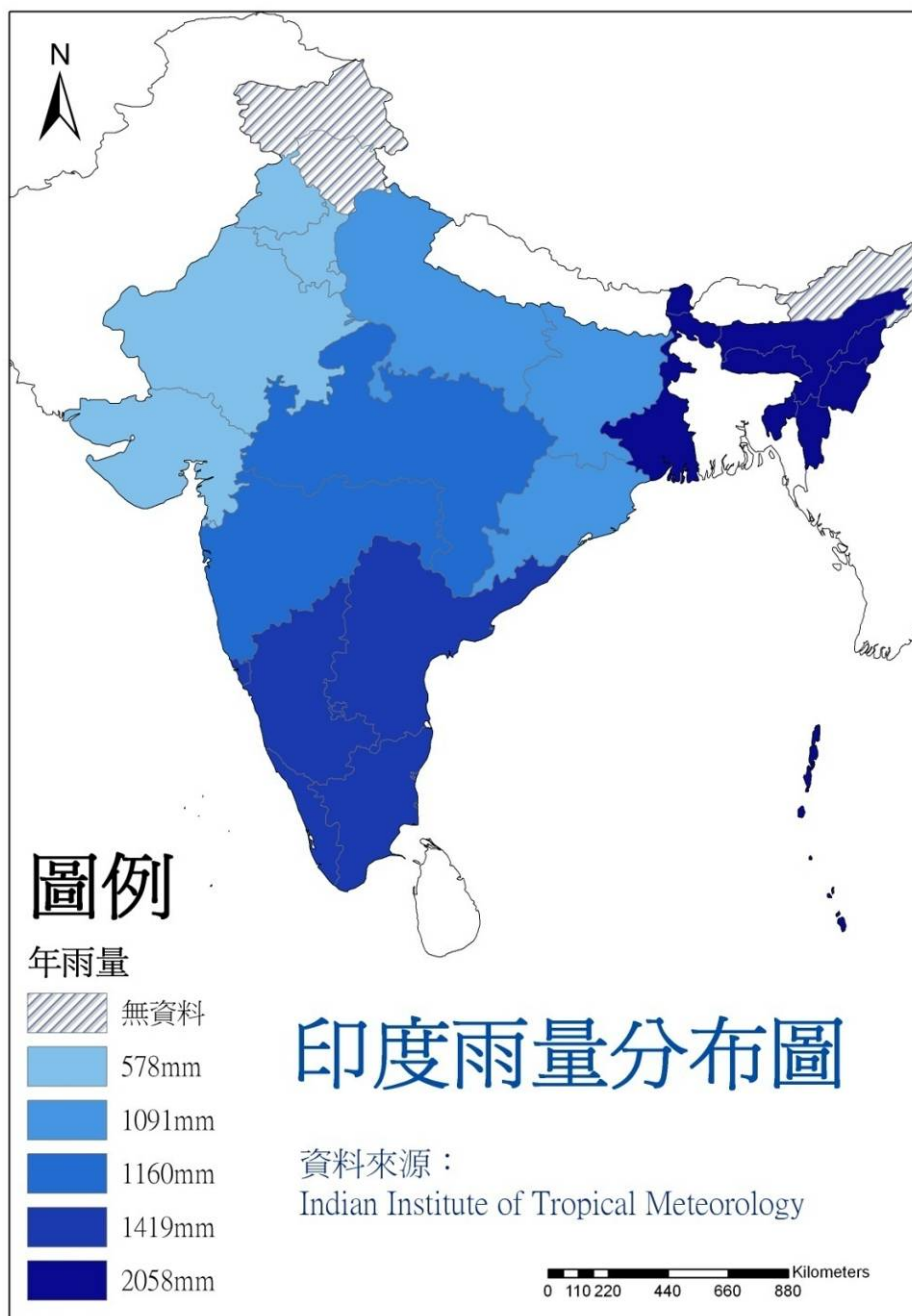 N
圖例
年雨量
無資料
578mm
1091mm
1160mm
1419mm
2058mm
印度雨量分布圖
資料來源：
Indian Institute of Tropical Meteorology
Kilometers
0 110 220 440 660 880